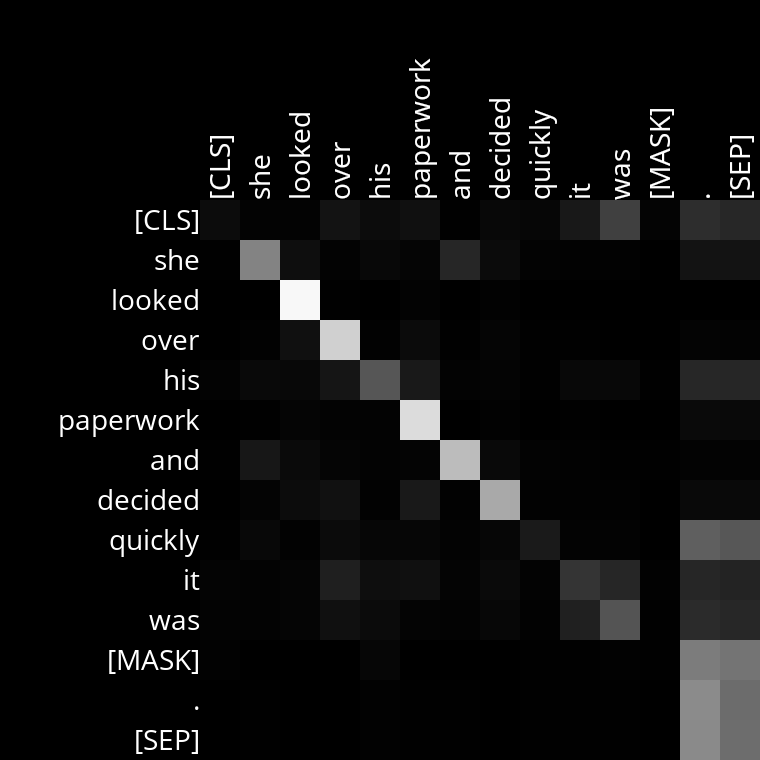 [CLS]
she
looked
over
his
paperwork
and
decided
quickly
it
was
[MASK]
.
[SEP]
[CLS]
she
looked
over
his
paperwork
and
decided
quickly
it
was
[MASK]
.
[SEP]